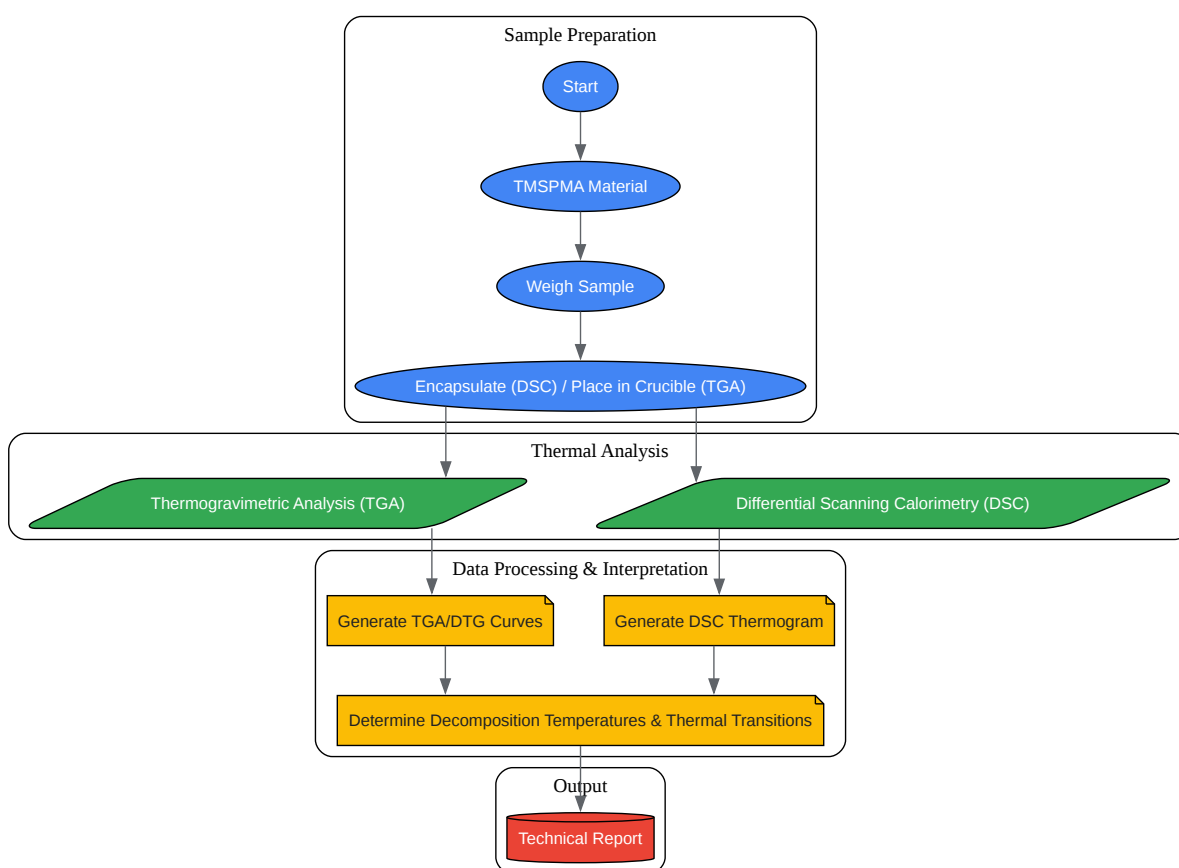 Sample Preparation
Start
TMSPMA Material
Weigh Sample
Encapsulate (DSC) / Place in Crucible (TGA)
Thermal Analysis
Thermogravimetric Analysis (TGA)
Differential Scanning Calorimetry (DSC)
Data Processing & Interpretation
Generate TGA/DTG Curves
Generate DSC Thermogram
Determine Decomposition Temperatures & Thermal Transitions
Output
Technical Report